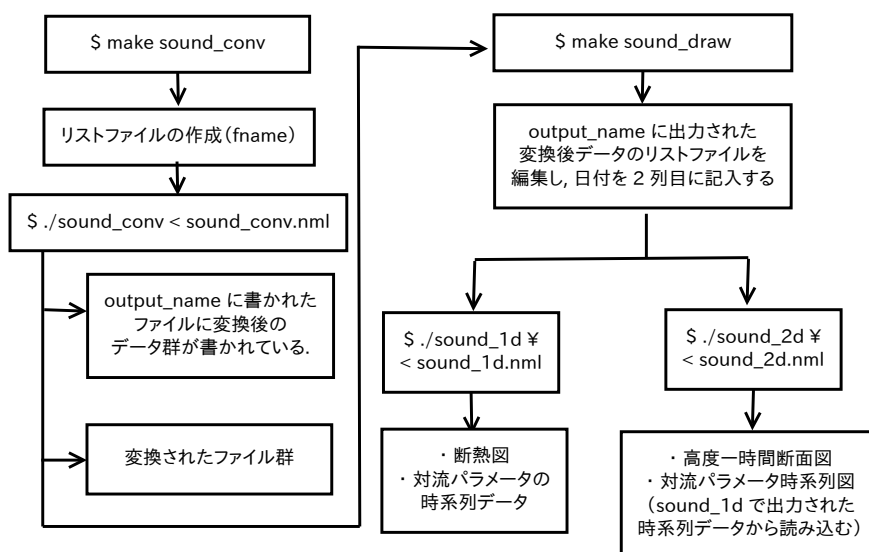 $ make sound_conv
リストファイルの作成(fname)
$ ./sound_conv < sound_conv.nml
output_name に書かれた
ファイルに変換後の
データ群が書かれている.
変換されたファイル群
$ make sound_draw
output_name に出力された
変換後データのリストファイルを
編集し, 日付を 2 列目に記入する
$ ./sound_1d ¥
< sound_1d.nml
・断熱図
・対流パラメータの
時系列データ
$ ./sound_2d ¥
< sound_2d.nml
・高度ー時間断面図
・対流パラメータ時系列図
(sound_1d で出力された
時系列データから読み込む)